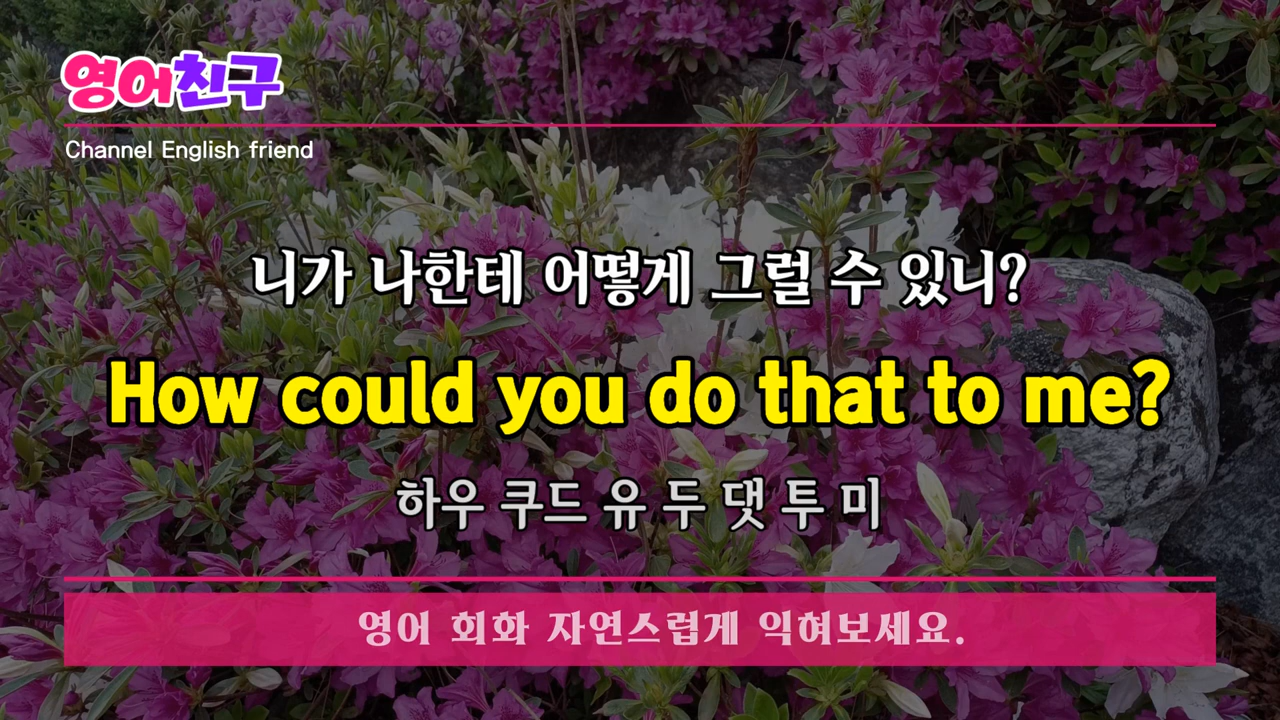 영어친구
Channel English friend
니가 나한테 어떻게 그럴 수 있니?
How could you do that to me?
하우 쿠드 유 두 댓 투 미
영어 회화 자연스럽게 익혀보세요.